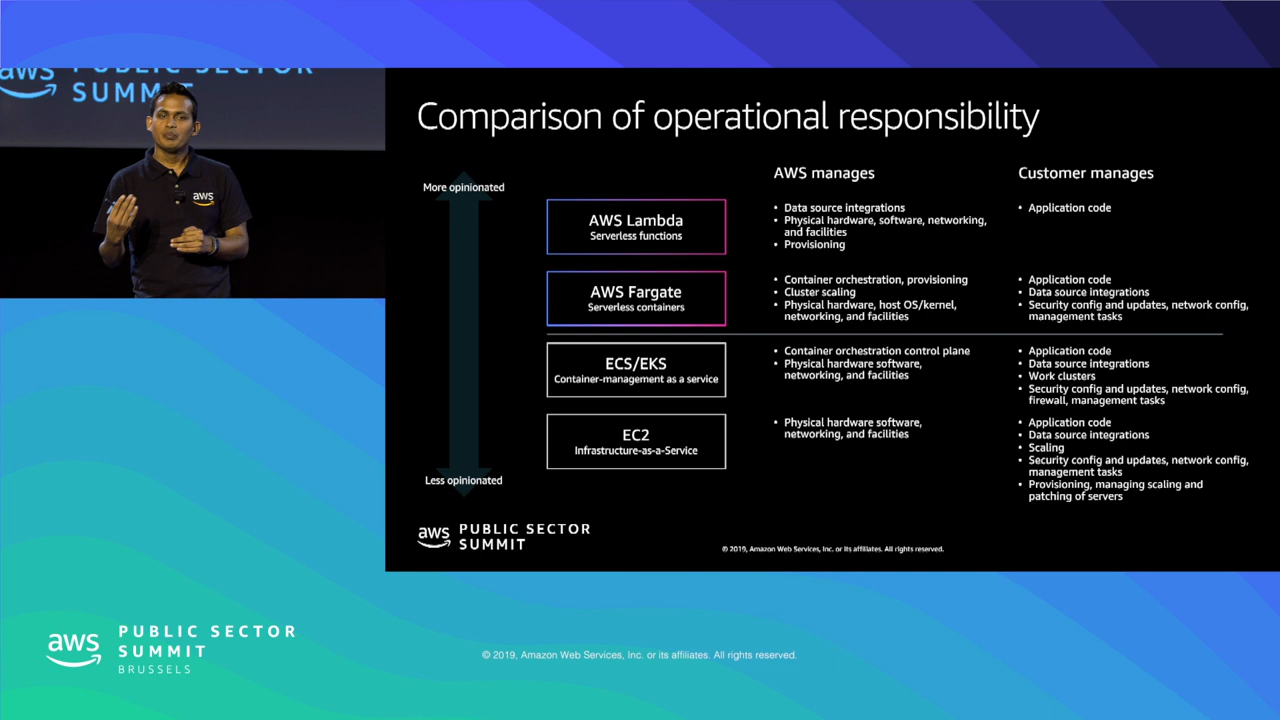 aws PUBLIC SECTOR
SUMMIT
aws
Comparison of operational responsibility
More opinionated
Less opinionated
AWS manages
Customer manages
AWS Lambda
Serverless functions
• Data source integrations
• Physical hardware, software, networking,
and facilities
• Provisioning
• Application code
AWS Fargate
Serverless containers
• Container orchestration, provisioning
• Cluster scaling
• Physical hardware, host OS/kernel,
networking, and facilities
• Application code
• Data source integrations
• Security config and updates, network config,
management tasks
ECS/EKS
Container-management as a service
• Container orchestration control plane
• Physical hardware software,
networking, and facilities
• Application code
• Data source integrations
• Work clusters
• Security config and updates, network config,
firewall, management tasks
EC2
Infrastructure-as-a-Service
• Physical hardware software,
networking, and facilities
• Application code
• Data source integrations
• Scaling
• Security config and updates, network config,
management tasks
• Provisioning, managing scaling and
patching of servers
aws PUBLIC SECTOR
SUMMIT
© 2019, Amazon Web Services, Inc. or its affiliates. All rights reserved.
aws PUBLIC SECTOR
SUMMIT
BRUSSELS
© 2019, Amazon Web Services, Inc. or its affiliates. All rights reserved.